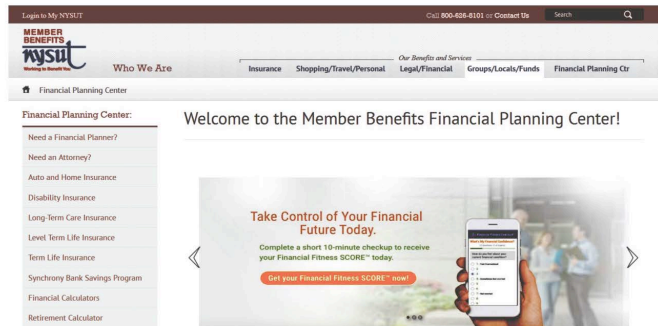 Login to My NYSUT
Call 800-626-8101 or Contact Us
Search
MEMBER
BENEFITS
nysut
Working to Benefit You
Who We Are
Our Benefits and Services
Insurance Shopping/Travel/Personal Legal/Financial Groups/Locals/Funds Financial Planning Ctr
Financial Planning Center
Financial Planning Center:
Need a Financial Planner?
Need an Attorney?
Auto and Home Insurance
Disability Insurance
Long-Term Care Insurance
Level Term Life Insurance
Term Life Insurance
Synchrony Bank Savings Program
Financial Calculators
Retirement Calculator
Welcome to the Member Benefits Financial Planning Center!
Take Control of Your Financial
Future Today.
Complete a short 10-minute checkup to receive
your Financial Fitness SCORE™ today.
Get your Financial Fitness SCORE™ now!